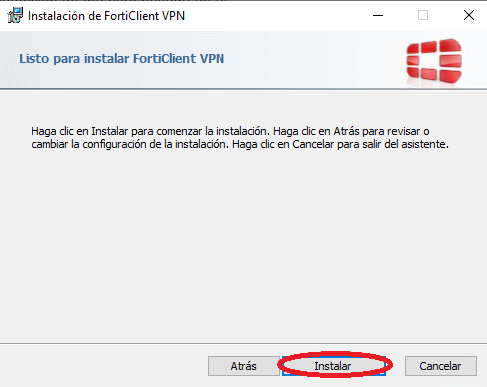 Instalación de FortiClient VPN
Listo para instalar FortiClient VPN
Haga clic en Instalar para comenzar la instalación. Haga clic en Atrás para revisar o
cambiar la configuración de la instalación. Haga clic en Cancelar para salir del asistente.
Atrás
Instalar
Cancelar